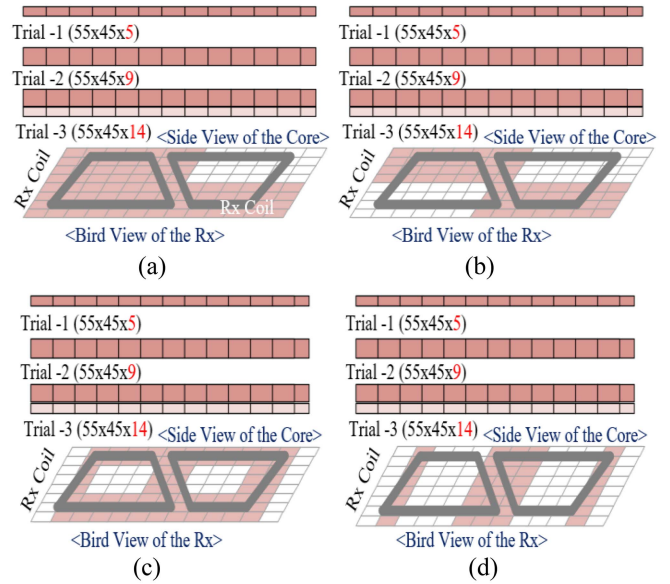 Trial -1 (55x45x5)
Trial -2 (55x45x9)
Trial -3 (55x45x14)
<Side View of the Core>
Rx Coil
Rx Coil
<Bird View of the Rx>
(a)
Trial -1 (55x45x5)
Trial -2 (55x45x9)
Trial -3 (55x45x14)
<Side View of the Core>
Rx Coil
<Bird View of the Rx>
(b)
Trial -1 (55x45x5)
Trial -2 (55x45x9)
Trial -3 (55x45x14)
<Side View of the Core>
Rx Coil
<Bird View of the Rx>
(c)
Trial -1 (55x45x5)
Trial -2 (55x45x9)
Trial -3 (55x45x14)
<Side View of the Core>
Rx Coil
<Bird View of the Rx>
(d)